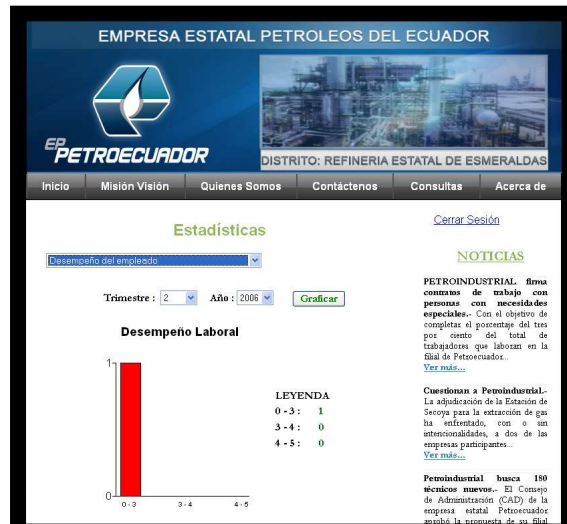 EMPRESA ESTATAL PETROLEOS DEL ECUADOR
EP PETROECUADOR
DISTRITO: REFINERIA ESTATAL DE ESMERALDAS
Inicio Misión Visión Quienes Somos Contáctenos Consultas Acerca de
Estadísticas
Desempeño del empleado
Trimestre : 2 Año : 2006 Graficar
Desempeño Laboral
1
0
0 - 3 3 - 4 4 - 5
LEYENDA
0 - 3 : 1
3 - 4 : 0
4 - 5 : 0
Cerrar Sesión
NOTICIAS
PETROINDUSTRIAL firma
contratos de trabajo con
personas con necesidades
especiales.- Con el objetivo de
completar el porcentaje del tres
por ciento del total de
trabajadores que laboran en la
filial de Petroecuador...
Ver más...
Cuestionan a Petroindustrial.-
La adjudicación de la Estación de
Secoya para la extracción de gas
ha enfrentado, con o sin
intencionalidades, a dos de las
empresas participantes...
Ver más...
Petroindustrial busca 180
técnicos nuevos.- El Consejo
de Administración (CAD) de la
empresa estatal Petroecuador
aprobó la propuesta de su filial